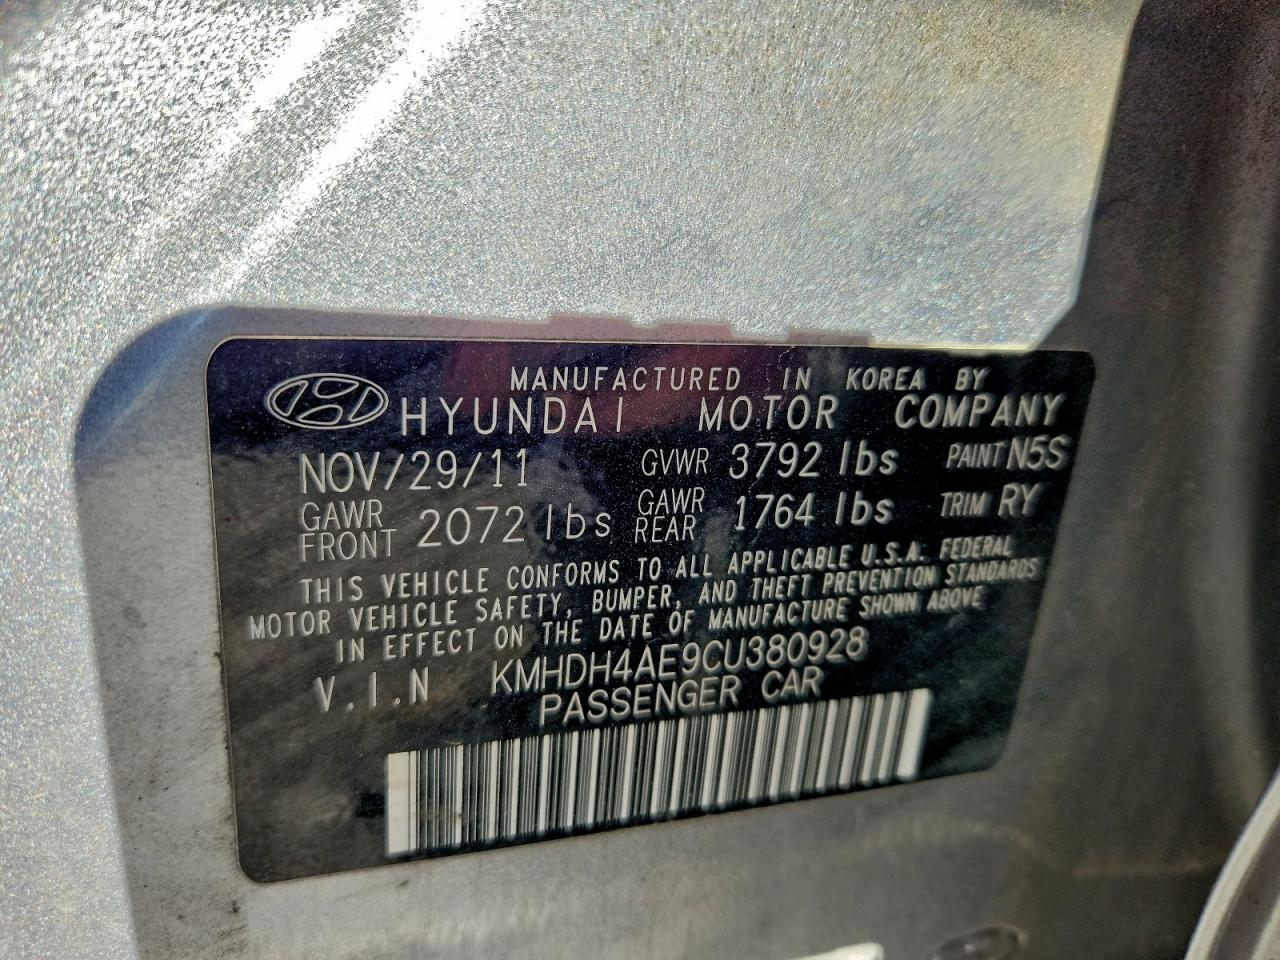 MANUFACTURED IN KOREA BY
HYUNDAI MOTOR COMPANY
NOV/29/11 GVWR 3792 lbs PAINT N5S
GAWR FRONT 2072 lbs GAWR REAR 1764 lbs TRIM RY
THIS VEHICLE CONFORMS TO ALL APPLICABLE U.S.A. FEDERAL
MOTOR VEHICLE SAFETY, BUMPER, AND THEFT PREVENTION STANDARDS
IN EFFECT ON THE DATE OF MANUFACTURE SHOWN ABOVE
V.I.N KMHDH4AE9CU380928
PASSENGER CAR